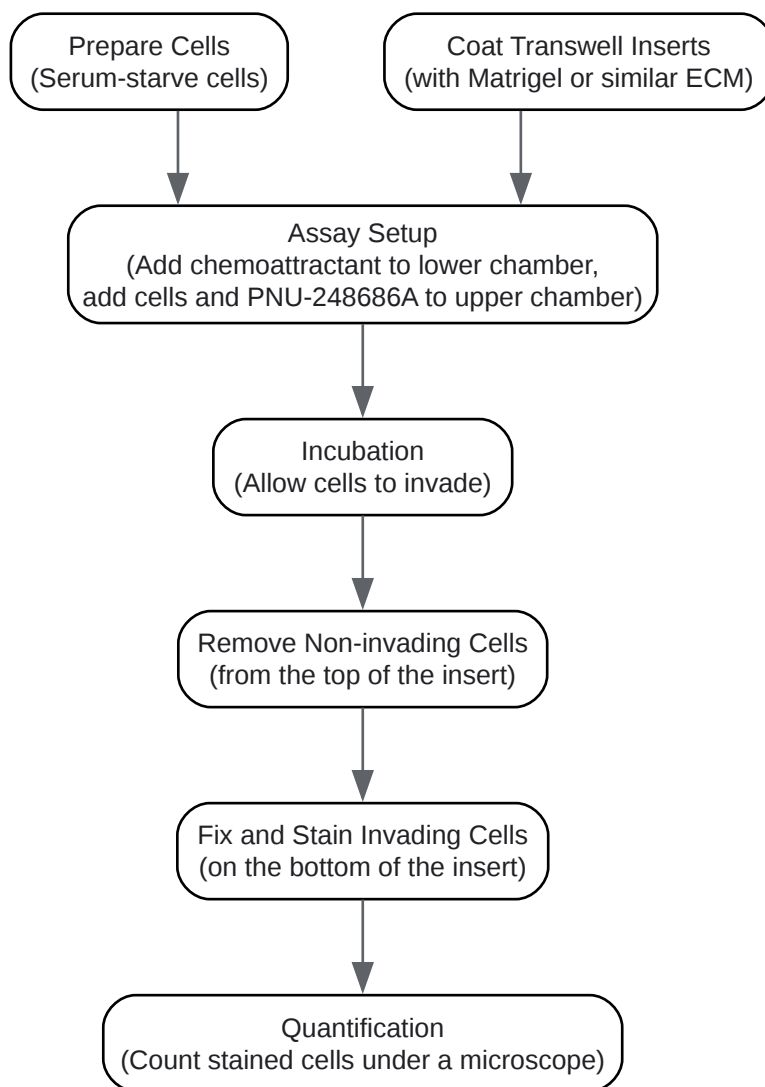 Prepare Cells
(Serum-starve cells)
Coat Transwell Inserts
(with Matrigel or similar ECM)
Assay Setup
(Add chemoattractant to lower chamber,
add cells and PNU-248686A to upper chamber)
Incubation
(Allow cells to invade)
Remove Non-invading Cells
(from the top of the insert)
Fix and Stain Invading Cells
(on the bottom of the insert)
Quantification
(Count stained cells under a microscope)